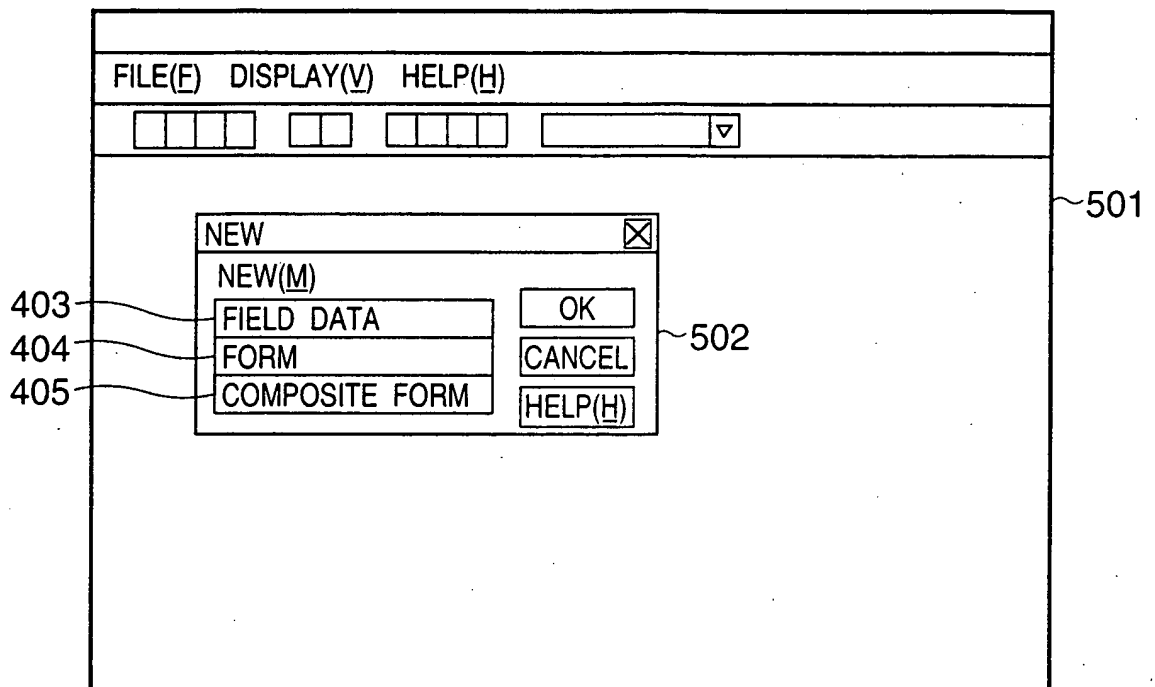 FILE(F) DISPLAY(V) HELP(H)
501
NEW
NEW(M)
403
FIELD DATA
OK
502
404
FORM
CANCEL
405
COMPOSITE FORM
HELP(H)